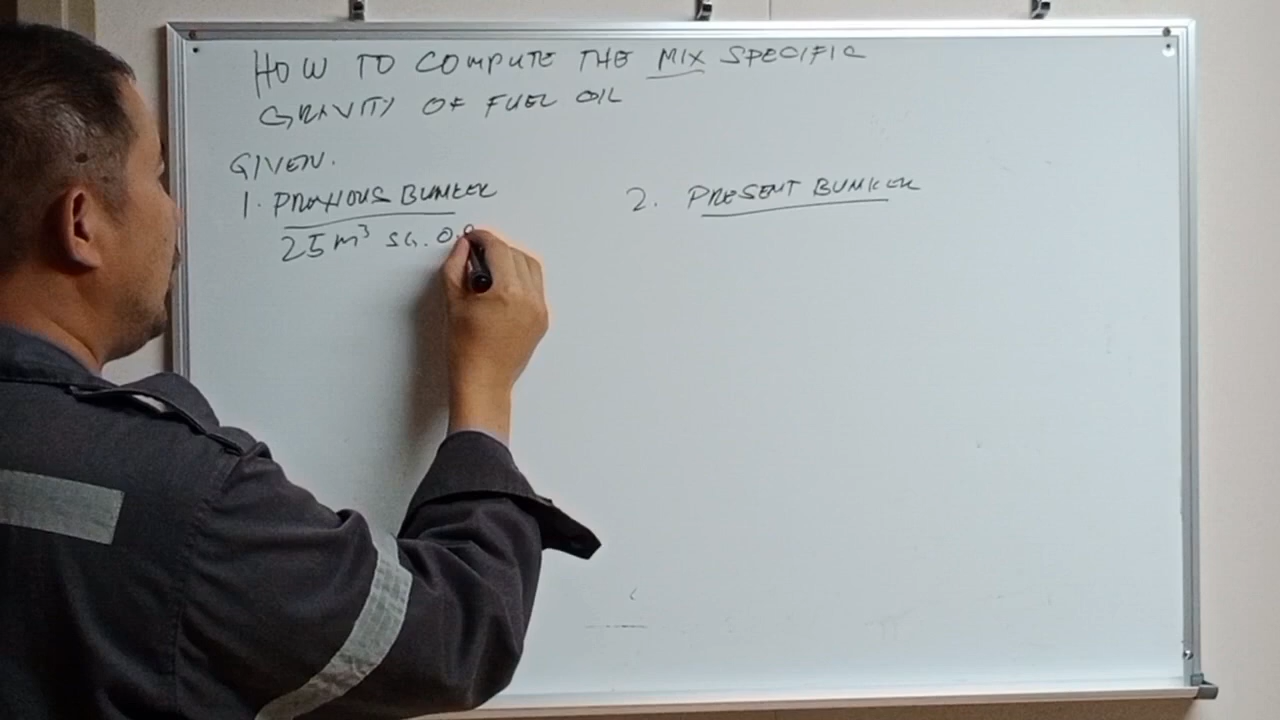 HOW TO COMPUTE THE MIX SPECIFIC
GRAVITY OF FUEL OIL
GIVEN.
1. PREVIOUS BUNKER
2. PRESENT BUNKER
25m³ SG. 0.